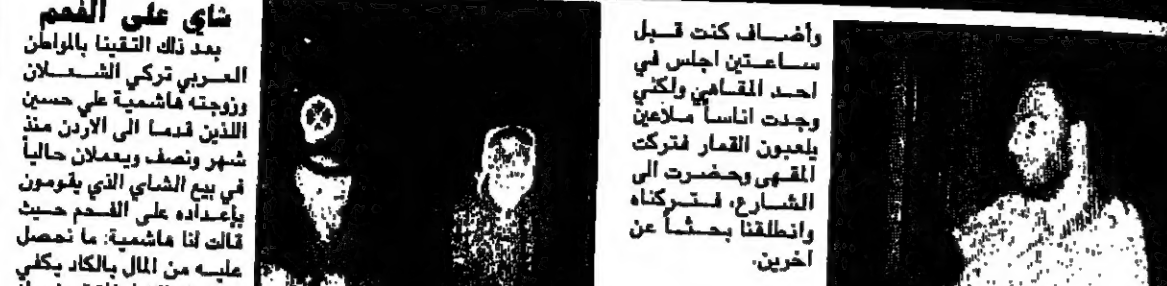 وأضاف كنت قبل
ساعتين اجلس في
احد المقاهي ولكني
وجدت اناساً ملاعين
يلعبون القمار فتركت
المقهى وحضرت الى
الشارع، فتركناه
وانطلقنا بحثاً عن
آخرين.
شاي على الفحم
بعد ذلك التقينا بالمواطن
العربي تركي الشعلان
وزوجته هاشمية علي حسين
اللذين قدما الى الاردن منذ
شهر ونصف ويعملان حالياً
في بيع الشاي الذي يقومون
بإعداده على الفحم حيث
قالت لنا هاشمية: ما نحصل
عليه من المال بالكاد يكفي